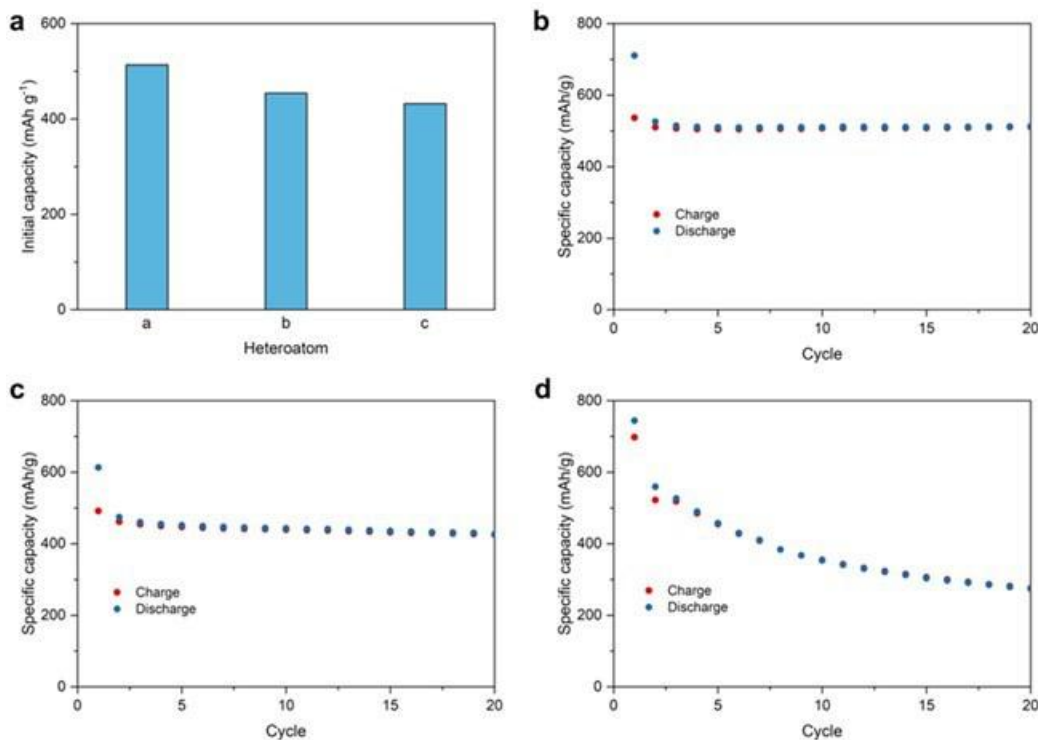 a
Initial capacity (mAh g⁻¹)
600
400
200
0
a b c
Heteroatom
b
Specific capacity (mAh/g)
800
600
400
200
0
Charge
Discharge
0 5 10 15 20
Cycle
c
Specific capacity (mAh/g)
800
600
400
200
0
Charge
Discharge
0 5 10 15 20
Cycle
d
Specific capacity (mAh/g)
800
600
400
200
0
Charge
Discharge
0 5 10 15 20
Cycle